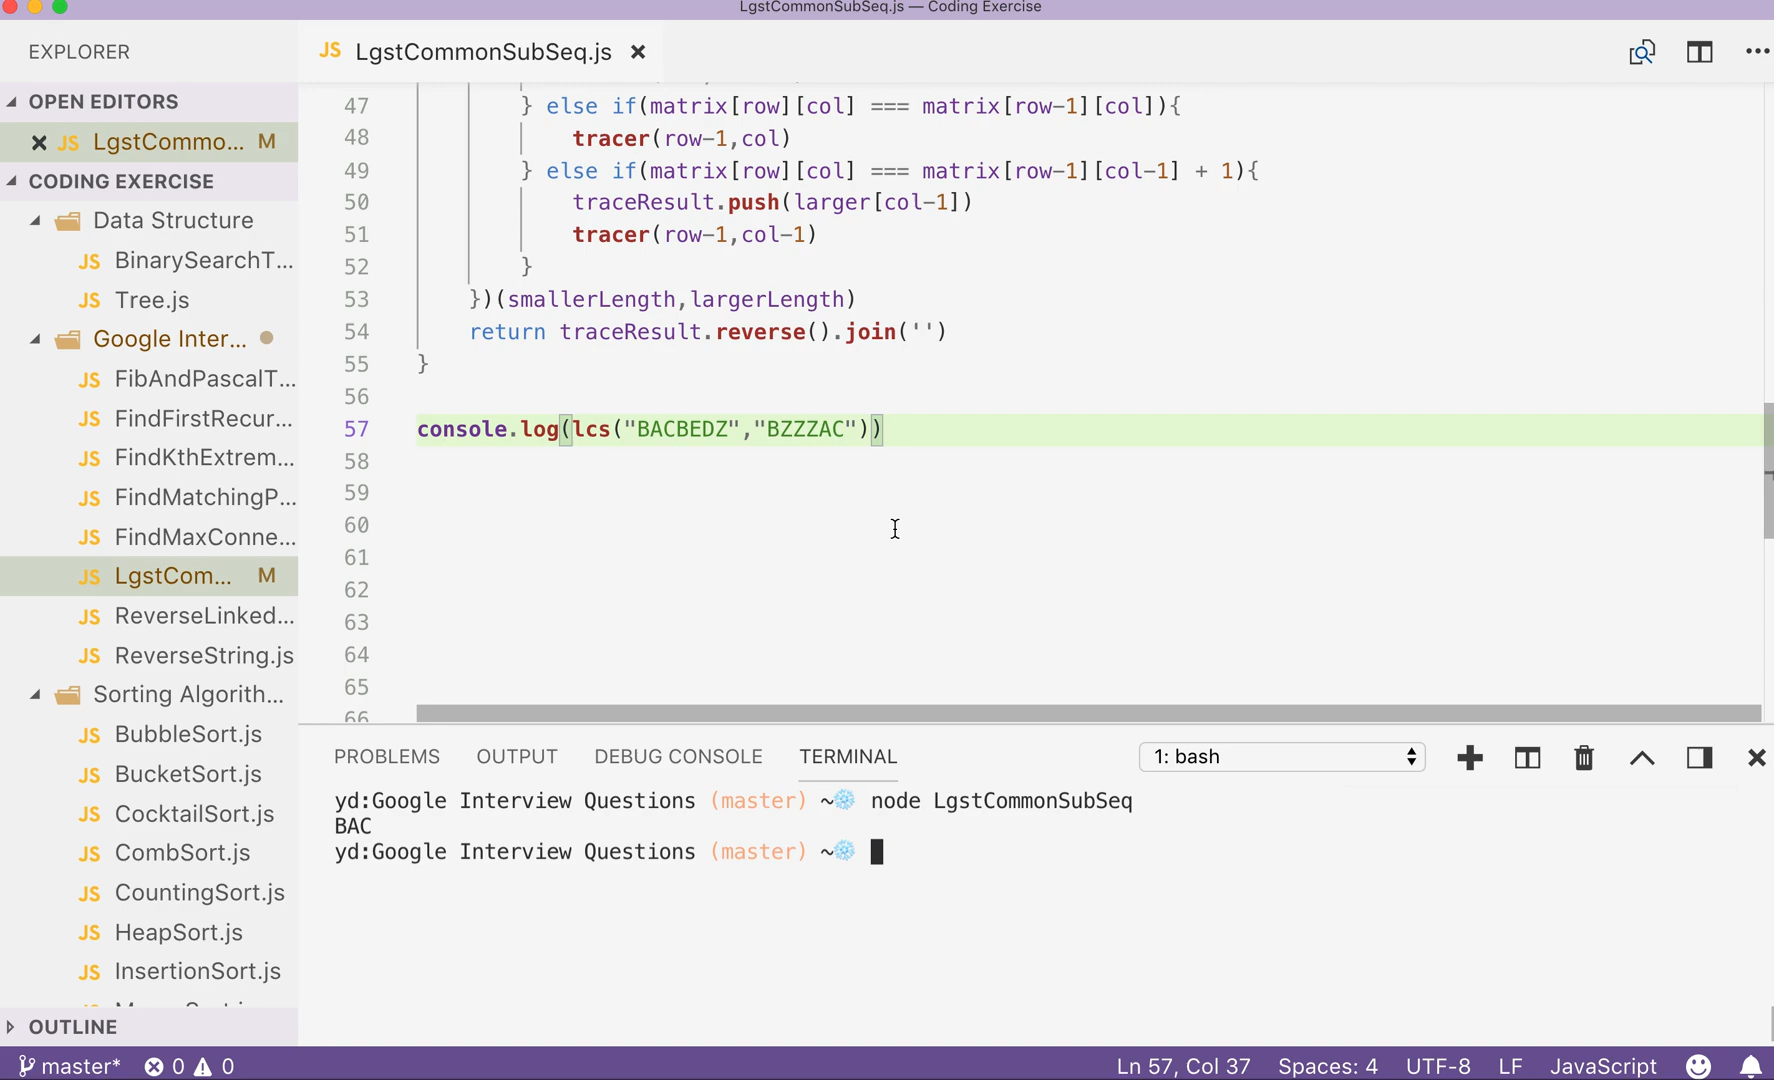 LgstCommonSubSeq.js — Coding Exercise
EXPLORER
JS LgstCommonSubSeq.js
OPEN EDITORS
JS LgstCommo... M
CODING EXERCISE
Data Structure
JS BinarySearchT...
JS Tree.js
Google Inter...
JS FibAndPascalT...
JS FindFirstRecur...
JS FindKthExtrem...
JS FindMatchingP...
JS FindMaxConne...
JS LgstCom... M
JS ReverseLinked...
JS ReverseString.js
Sorting Algorith...
JS BubbleSort.js
JS BucketSort.js
JS CocktailSort.js
JS CombSort.js
JS CountingSort.js
JS HeapSort.js
JS InsertionSort.js
OUTLINE
47 } else if(matrix[row][col] === matrix[row-1][col]){
48 tracer(row-1,col)
49 } else if(matrix[row][col] === matrix[row-1][col-1] + 1){
50 traceResult.push(larger[col-1])
51 tracer(row-1,col-1)
52 }
53 })(smallerLength,largerLength)
54 return traceResult.reverse().join('')
55 }
56
57 console.log(lcs("BACBEDZ","BZZZAC"))
58
59
60
61
62
63
64
65
66
PROBLEMS OUTPUT DEBUG CONSOLE TERMINAL 1: bash
yd:Google Interview Questions (master) ~❄ node LgstCommonSubSeq
BAC
yd:Google Interview Questions (master) ~❄
master* 0 0 Ln 57, Col 37 Spaces: 4 UTF-8 LF JavaScript